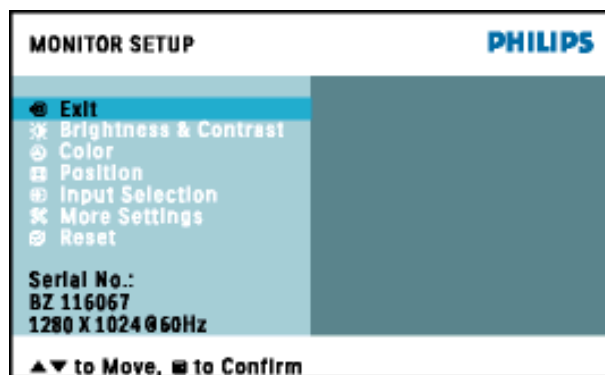 MONITOR SETUP
PHILIPS
Exit
Brightness & Contrast
Color
Position
Input Selection
More Settings
Reset
Serial No.:
BZ 116067
1280 X 1024@60Hz
▲▼ to Move, to Confirm